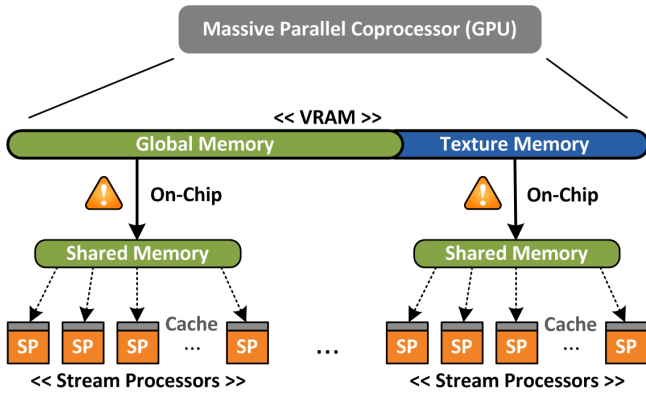 Massive Parallel Coprocessor (GPU)
<< VRAM >>
Global Memory Texture Memory
! On-Chip ! On-Chip
Shared Memory Shared Memory
Cache Cache
SP SP SP ... SP ... SP SP SP ... SP
<< Stream Processors >> << Stream Processors >>